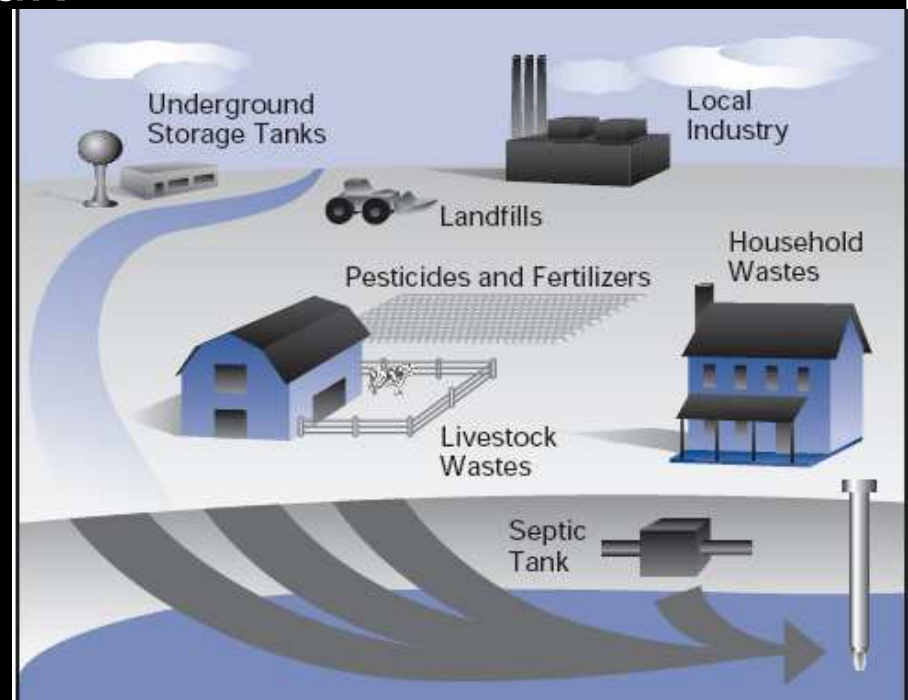 Underground
Storage Tanks
Local
Industry
Landfills
Household
Wastes
Pesticides and Fertilizers
Livestock
Wastes
Septic
Tank